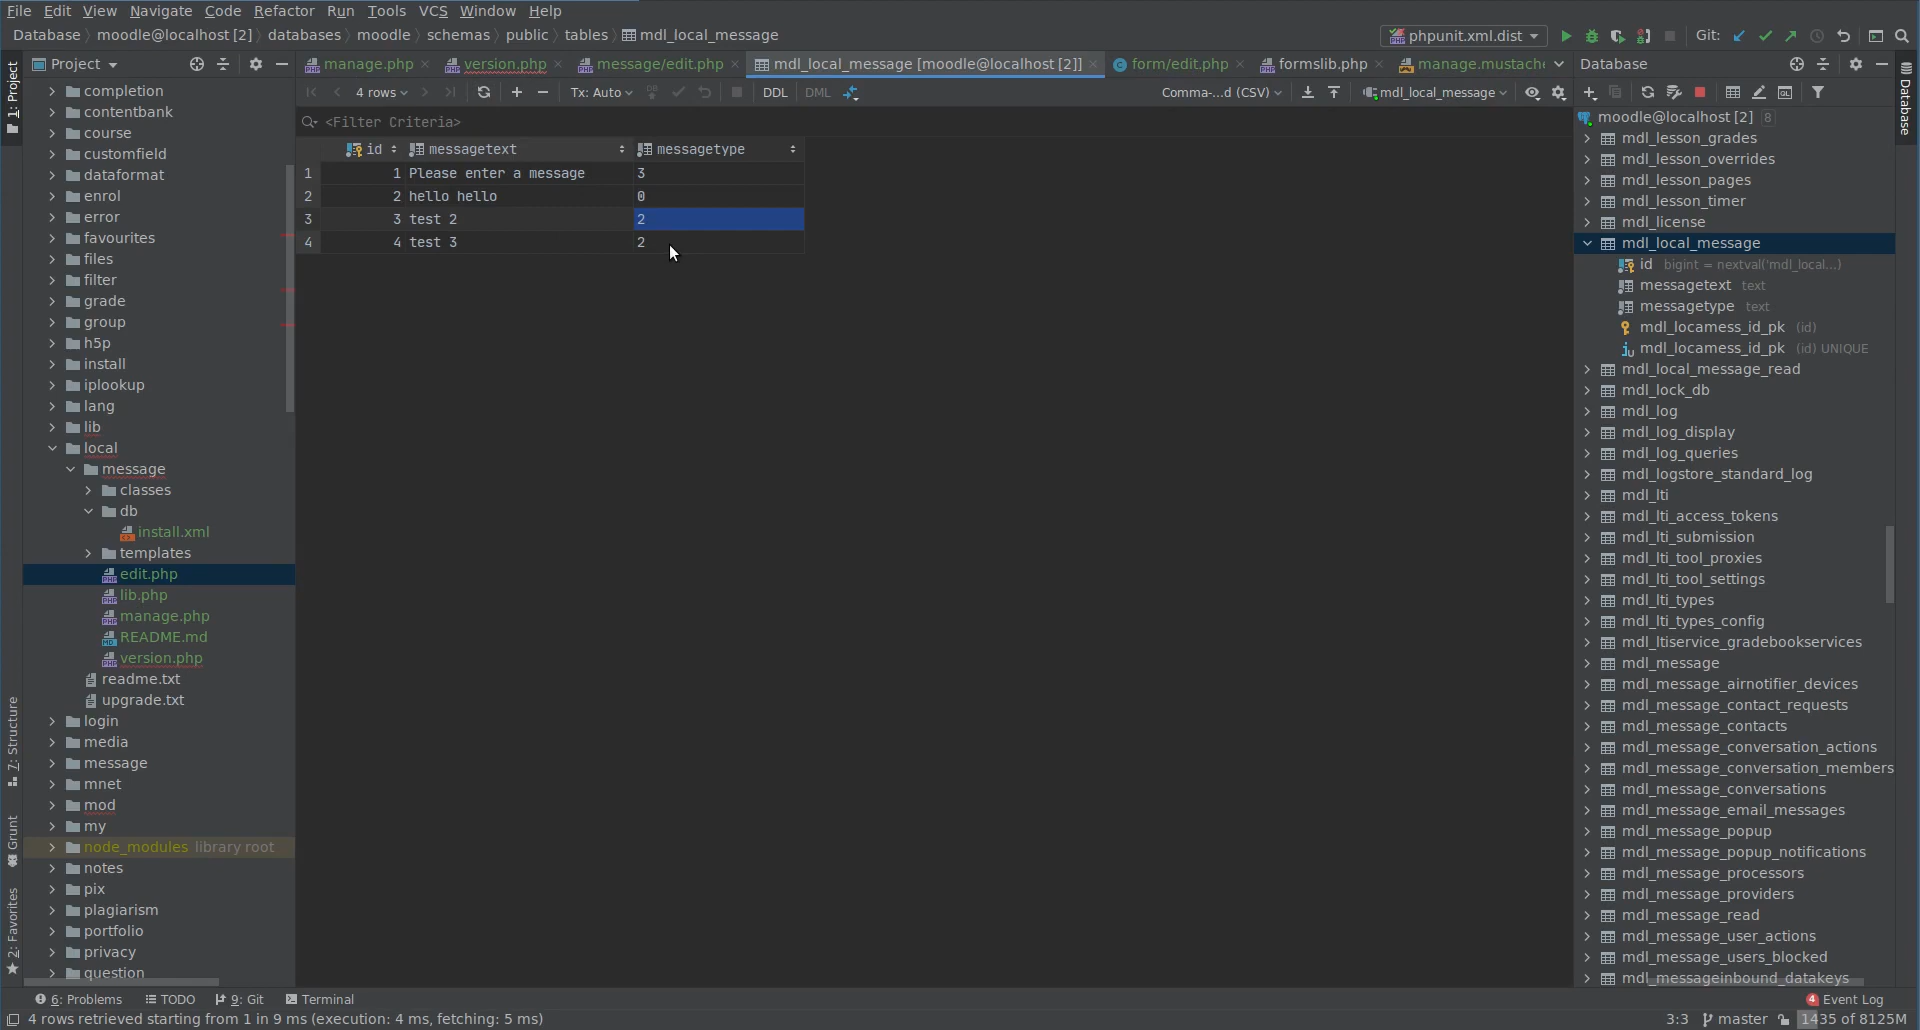 File Edit View Navigate Code Refactor Run Tools VCS Window Help
Database moodle@localhost [2] databases moodle schemas public tables mdl_local_message
phpunit.xml.dist Git:
Project
manage.php version.php message/edit.php mdl_local_message [moodle@localhost [2]] form/edit.php formslib.php manage.mustache
Database
4 rows Tx: Auto DB DDL DML Comma-...d (CSV) mdl_local_message
<Filter Criteria>
id messagetext messagetype
1 1 Please enter a message 3
2 2 hello hello 0
3 3 test 2 2
4 4 test 3 2
1: Project
7: Structure
Grunt
2: Favorites
completion
contentbank
course
customfield
dataformat
enrol
error
favourites
files
filter
grade
group
h5p
install
iplookup
lang
lib
local
message
classes
db
install.xml
templates
edit.php
lib.php
manage.php
README.md
version.php
readme.txt
upgrade.txt
login
media
message
mnet
mod
my
node_modules library root
notes
pix
plagiarism
portfolio
privacy
question
moodle@localhost [2] 8
mdl_lesson_grades
mdl_lesson_overrides
mdl_lesson_pages
mdl_lesson_timer
mdl_license
mdl_local_message
id bigint = nextval('mdl_local...)
messagetext text
messagetype text
mdl_locamess_id_pk (id)
mdl_locamess_id_pk (id) UNIQUE
mdl_local_message_read
mdl_lock_db
mdl_log
mdl_log_display
mdl_log_queries
mdl_logstore_standard_log
mdl_lti
mdl_lti_access_tokens
mdl_lti_submission
mdl_lti_tool_proxies
mdl_lti_tool_settings
mdl_lti_types
mdl_lti_types_config
mdl_ltiservice_gradebookservices
mdl_message
mdl_message_airnotifier_devices
mdl_message_contact_requests
mdl_message_contacts
mdl_message_conversation_actions
mdl_message_conversation_members
mdl_message_conversations
mdl_message_email_messages
mdl_message_popup
mdl_message_popup_notifications
mdl_message_processors
mdl_message_providers
mdl_message_read
mdl_message_user_actions
mdl_message_users_blocked
mdl_messageinbound_datakeys
Database
6: Problems TODO 9: Git Terminal 4 Event Log
4 rows retrieved starting from 1 in 9 ms (execution: 4 ms, fetching: 5 ms) 3:3 master 1435 of 8125M